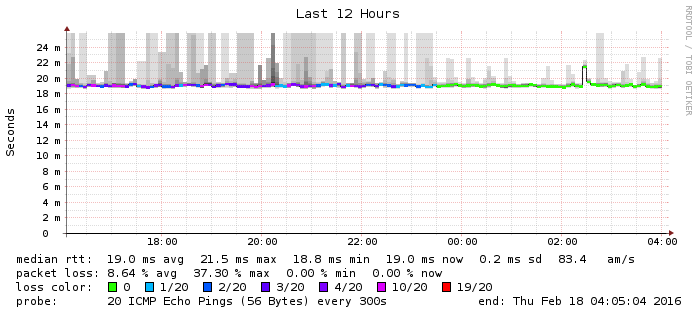 Last 12 Hours
RRDTOOL / TOBI OETIKER
Seconds
24 m
22 m
20 m
18 m
16 m
14 m
12 m
10 m
8 m
6 m
4 m
2 m
0
18:00 20:00 22:00 00:00 02:00 04:00
median rtt: 19.0 ms avg 21.5 ms max 18.8 ms min 19.0 ms now 0.2 ms sd 83.4 am/s
packet loss: 8.64 % avg 37.30 % max 0.00 % min 0.00 % now
loss color: 0 1/20 2/20 3/20 4/20 10/20 19/20
probe: 20 ICMP Echo Pings (56 Bytes) every 300s end: Thu Feb 18 04:05:04 2016